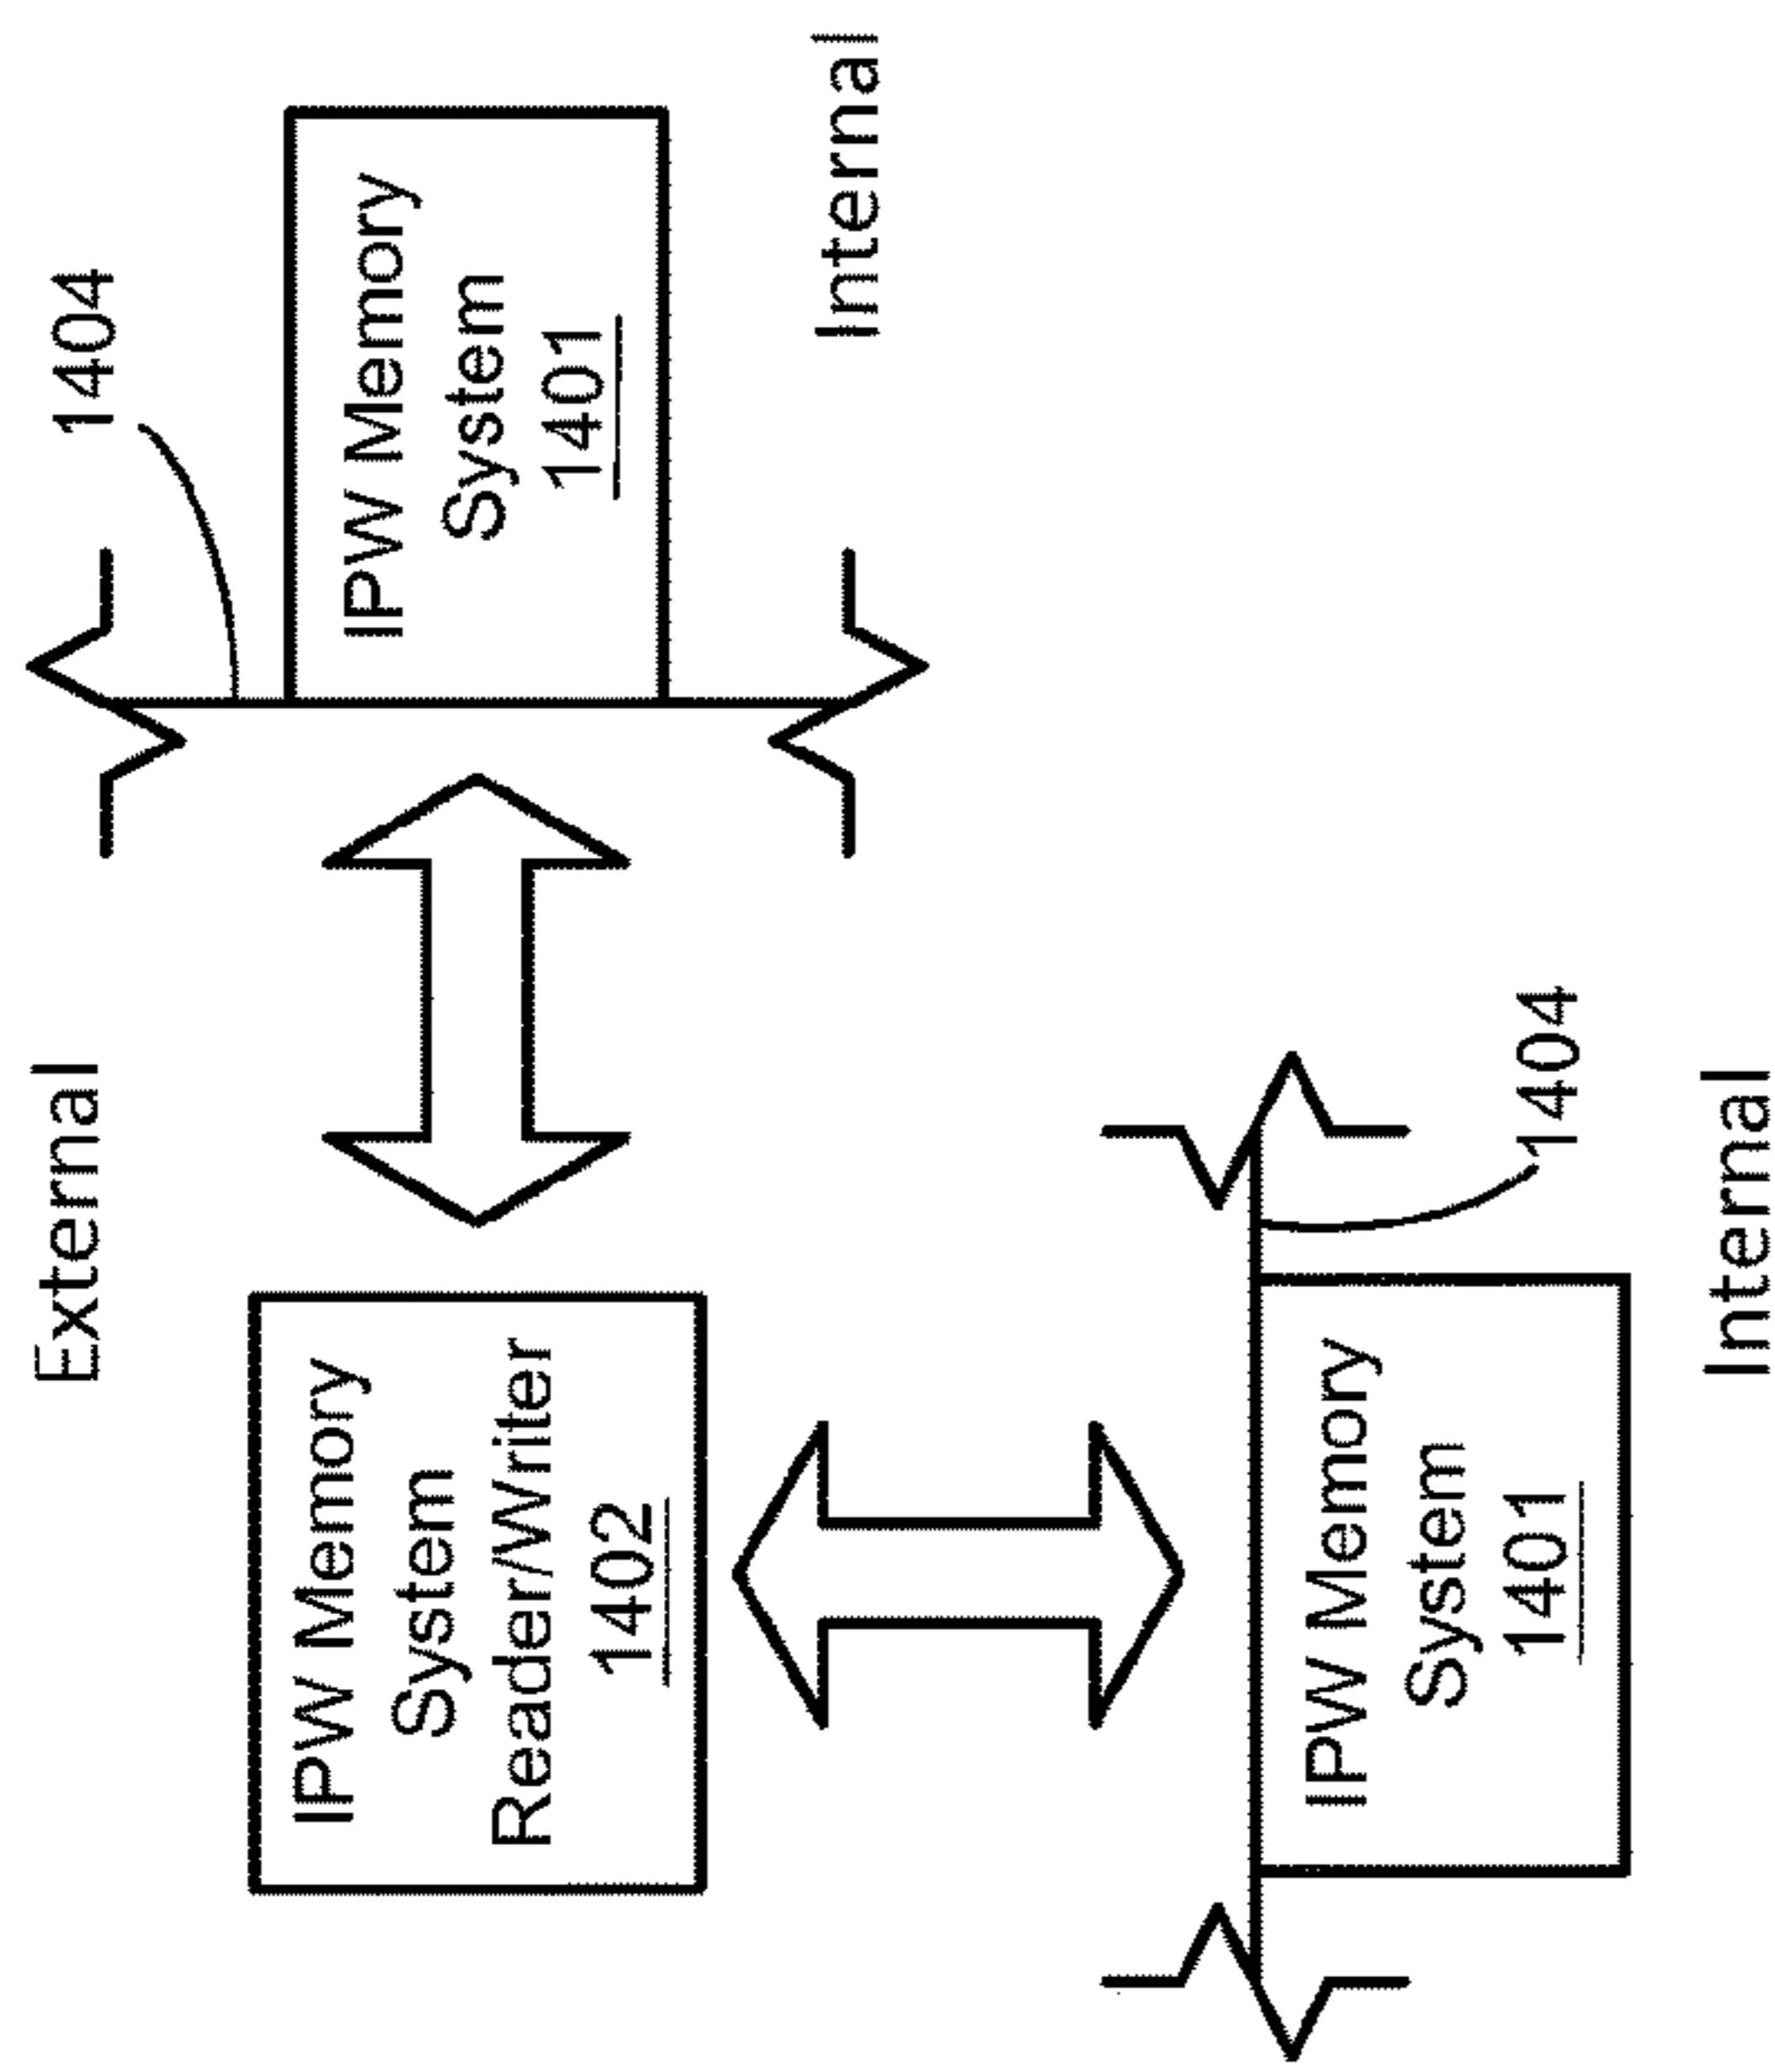 External
1404
IPW Memory
System
Reader/Writer
1402
IPW Memory
System
1401
Internal
IPW Memory
System
1401
1404
Internal